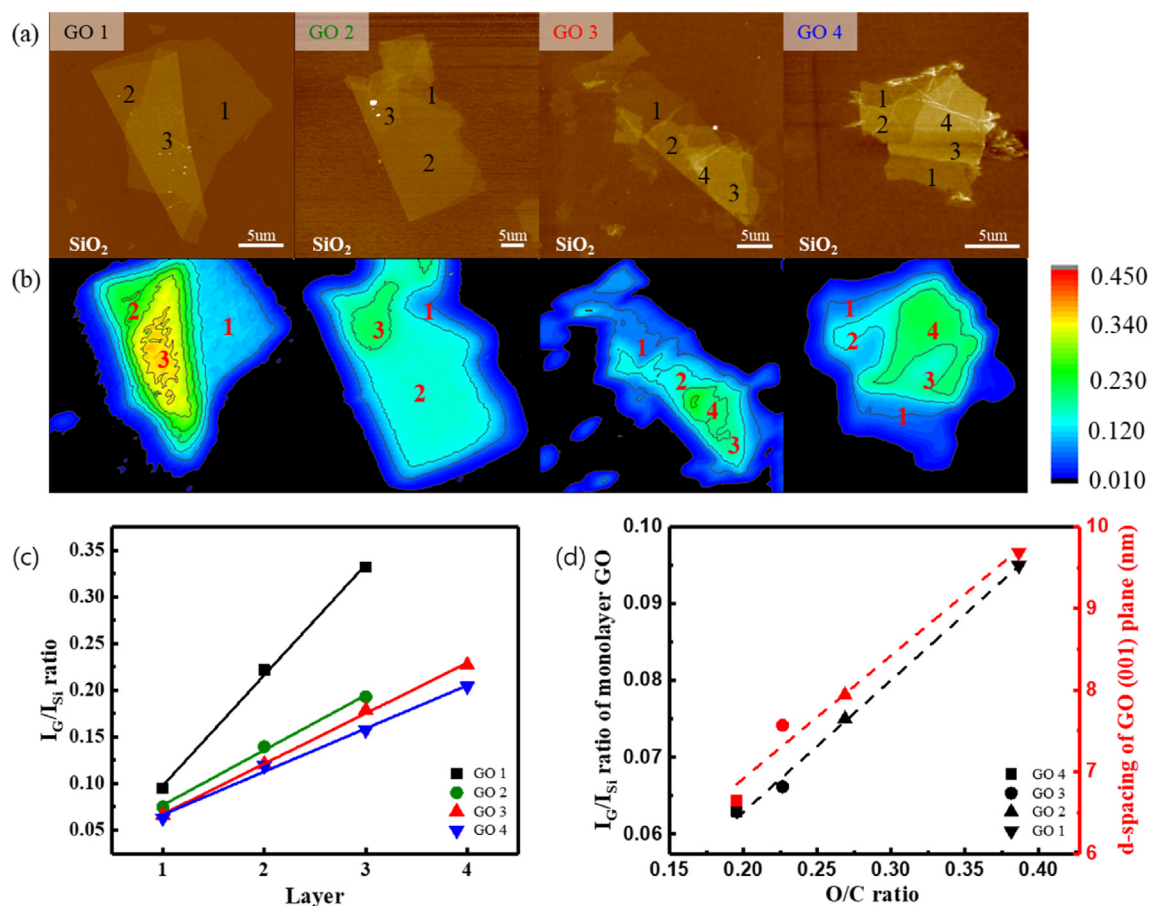 (a)
GO 1
GO 2
GO 3
GO 4
2
1
3
1
3
2
1
2
4
3
1
2
4
3
1
SiO2
5um
SiO2
5um
SiO2
5um
SiO2
5um
(b)
2
1
3
1
3
2
1
2
4
3
1
2
4
3
1
0.450
0.340
0.230
0.120
0.010
(c)
IG/ISi ratio
0.35
0.30
0.25
0.20
0.15
0.10
0.05
GO 1
GO 2
GO 3
GO 4
1 2 3 4
Layer
(d)
IG/ISi ratio of monolayer GO
0.10
0.09
0.08
0.07
0.06
GO 4
GO 3
GO 2
GO 1
10
9
8
7
6
d-spacing of GO (001) plane (nm)
0.15 0.20 0.25 0.30 0.35 0.40
O/C ratio